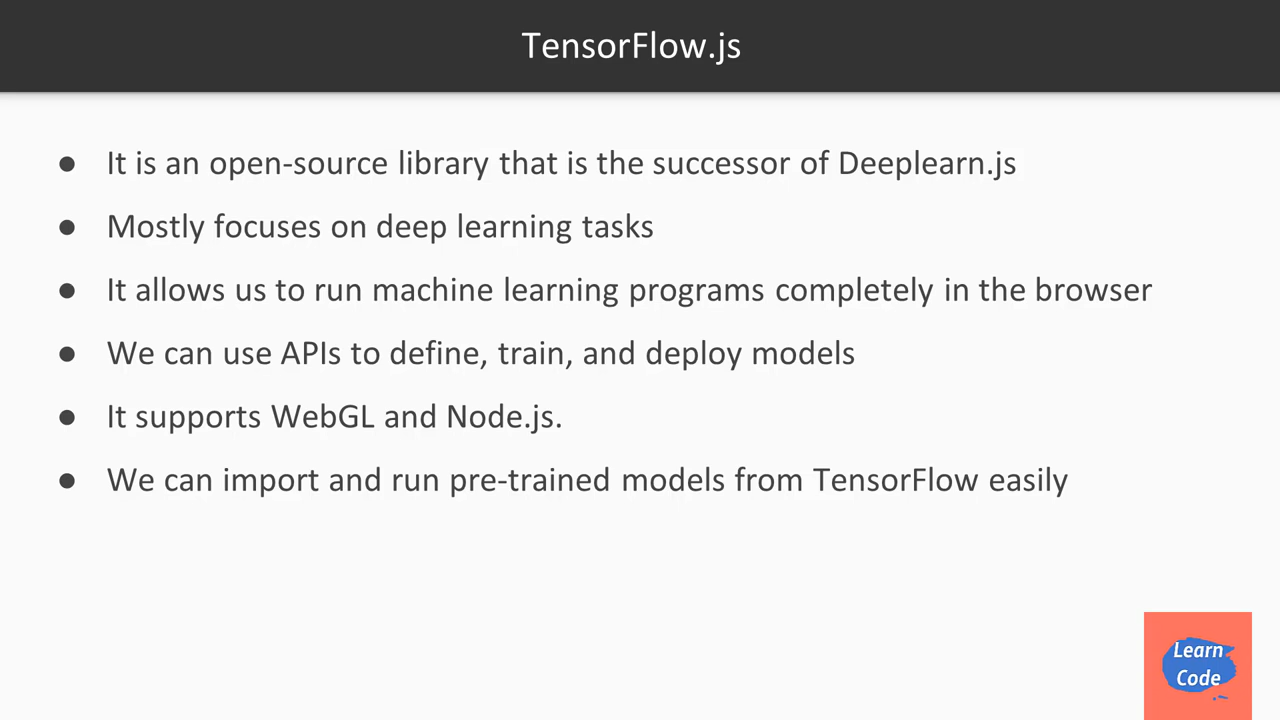 TensorFlow.js
● It is an open-source library that is the successor of Deeplearn.js
● Mostly focuses on deep learning tasks
● It allows us to run machine learning programs completely in the browser
● We can use APIs to define, train, and deploy models
● It supports WebGL and Node.js.
● We can import and run pre-trained models from TensorFlow easily
Learn
Code